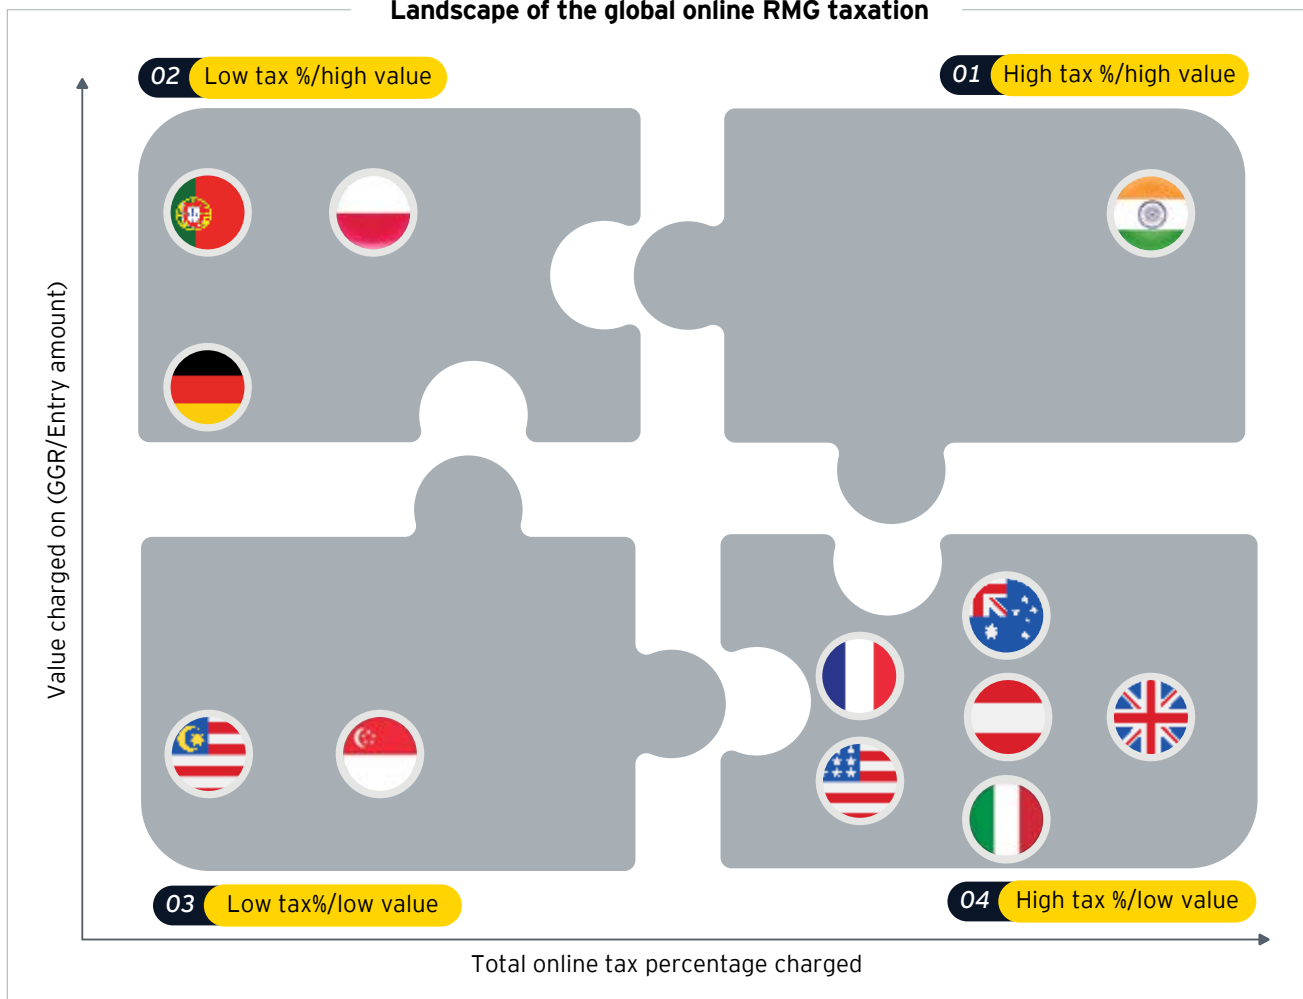 Landscape of the global online RMG taxation
02 Low tax %/high value
01 High tax %/high value
Value charged on (GGR/Entry amount)
03 Low tax%/low value
04 High tax %/low value
Total online tax percentage charged